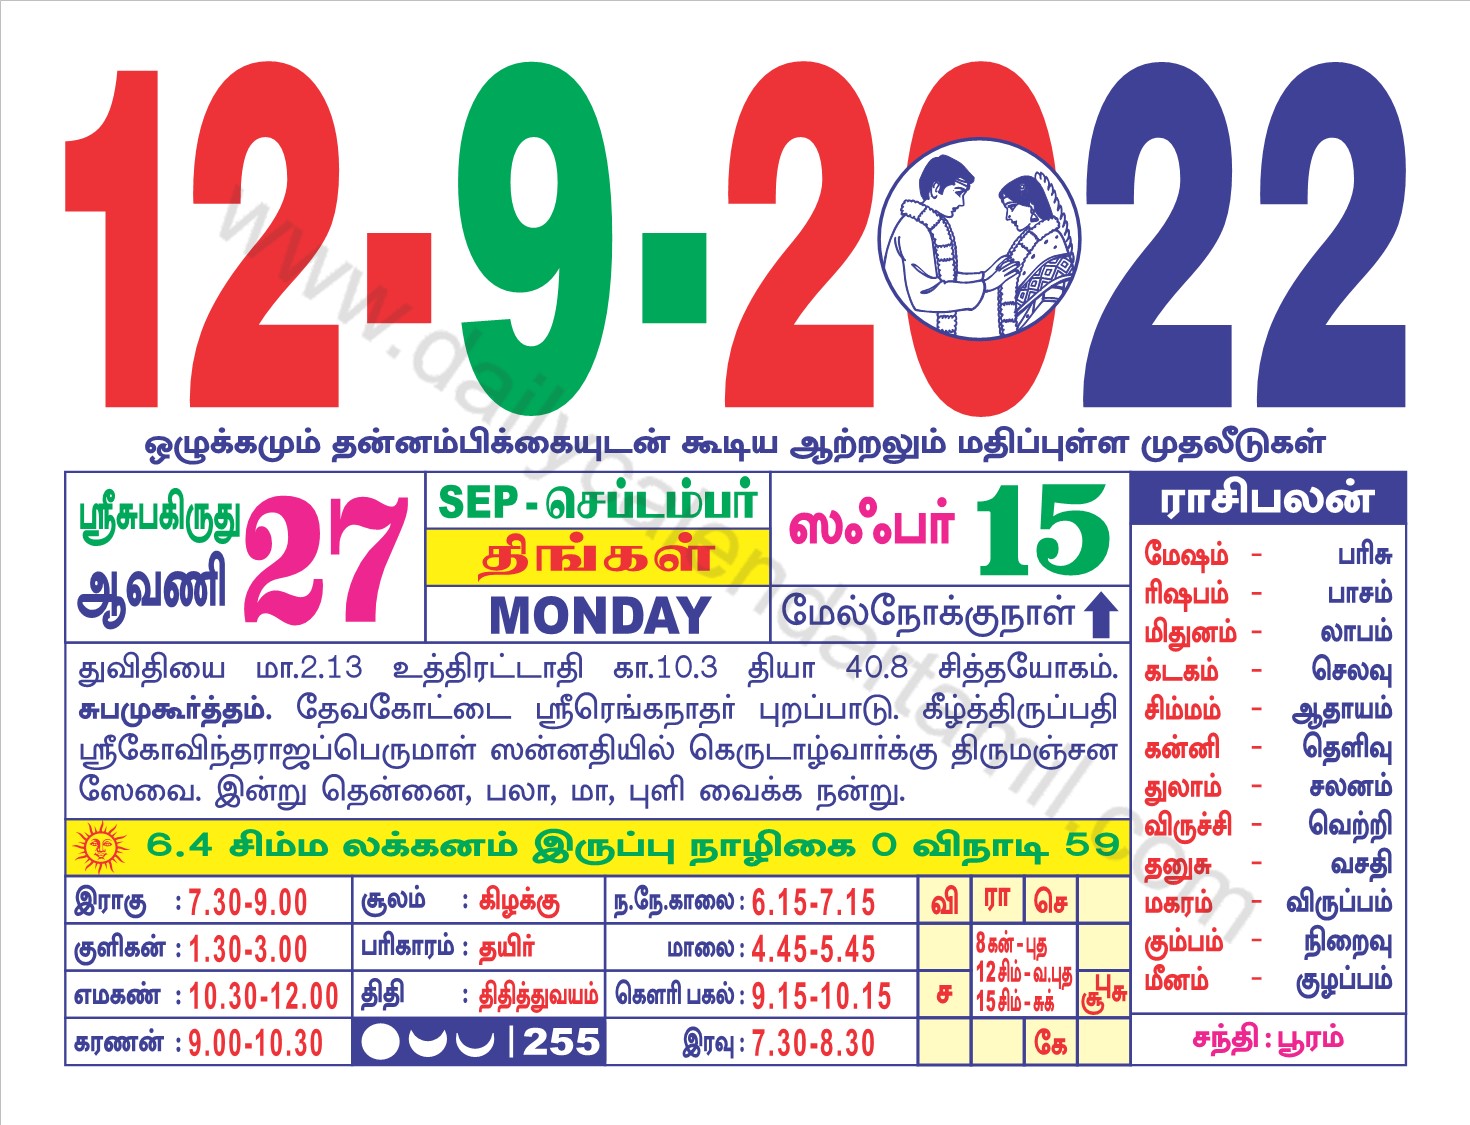 12-9-2022
ஒழுக்கமும் தன்னம்பிக்கையுடன் கூடிய ஆற்றலும் மதிப்புள்ள முதலீடுகள்
ஸ்ரீசுபகிருது
ஆவணி 27
SEP - செப்டம்பர்
திங்கள்
MONDAY
ஸஃபர் 15
மேல்நோக்குநாள்
துவிதியை மா.2.13 உத்திரட்டாதி கா.10.3 தியா 40.8 சித்தயோகம்.
சுபமுகூர்த்தம். தேவகோட்டை ஸ்ரீரெங்கநாதர் புறப்பாடு. கீழ்த்திருப்பதி
ஸ்ரீகோவிந்தராஜப்பெருமாள் ஸன்னதியில் கெருடாழ்வார்க்கு திருமஞ்சன
ஸேவை. இன்று தென்னை, பலா, மா, புளி வைக்க நன்று.
6.4 சிம்ம லக்கனம் இருப்பு நாழிகை 0 விநாடி 59
இராகு : 7.30-9.00
குளிகன் : 1.30-3.00
எமகண் : 10.30-12.00
கரணன் : 9.00-10.30
சூலம் : கிழக்கு
பரிகாரம் : தயிர்
திதி : திதித்துவயம்
| 255
ந.நே.காலை : 6.15-7.15
மாலை : 4.45-5.45
கௌரி பகல் : 9.15-10.15
இரவு : 7.30-8.30
வி ரா செ
8கன் - புத
12சிம் - வ.புத
15சிம் - சுக்
ச
பு
சூசு
கே
ராசிபலன்
மேஷம் - பரிசு
ரிஷபம் - பாசம்
மிதுனம் - லாபம்
கடகம் - செலவு
சிம்மம் - ஆதாயம்
கன்னி - தெளிவு
துலாம் - சலனம்
விருச்சி - வெற்றி
தனுசு - வசதி
மகரம் - விருப்பம்
கும்பம் - நிறைவு
மீனம் - குழப்பம்
சந்தி : பூரம்
www.dailycalendartamil.com